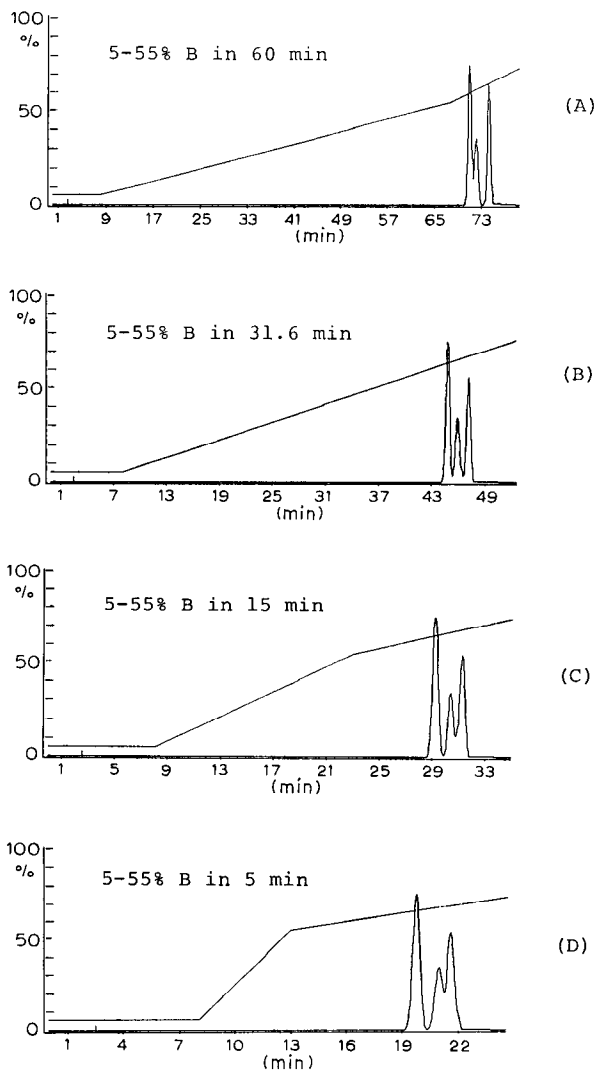 100
%
5-55% B in 60 min
50
(A)
0
1 9 17 25 33 41 49 57 65 73
(min)
100
%
5-55% B in 31.6 min
50
(B)
0
1 7 13 19 25 31 37 43 49
(min)
100
%
5-55% B in 15 min
50
(C)
0
1 5 9 13 17 21 25 29 33
(min)
100
%
5-55% B in 5 min
50
(D)
0
1 4 7 10 13 16 19 22
(min)